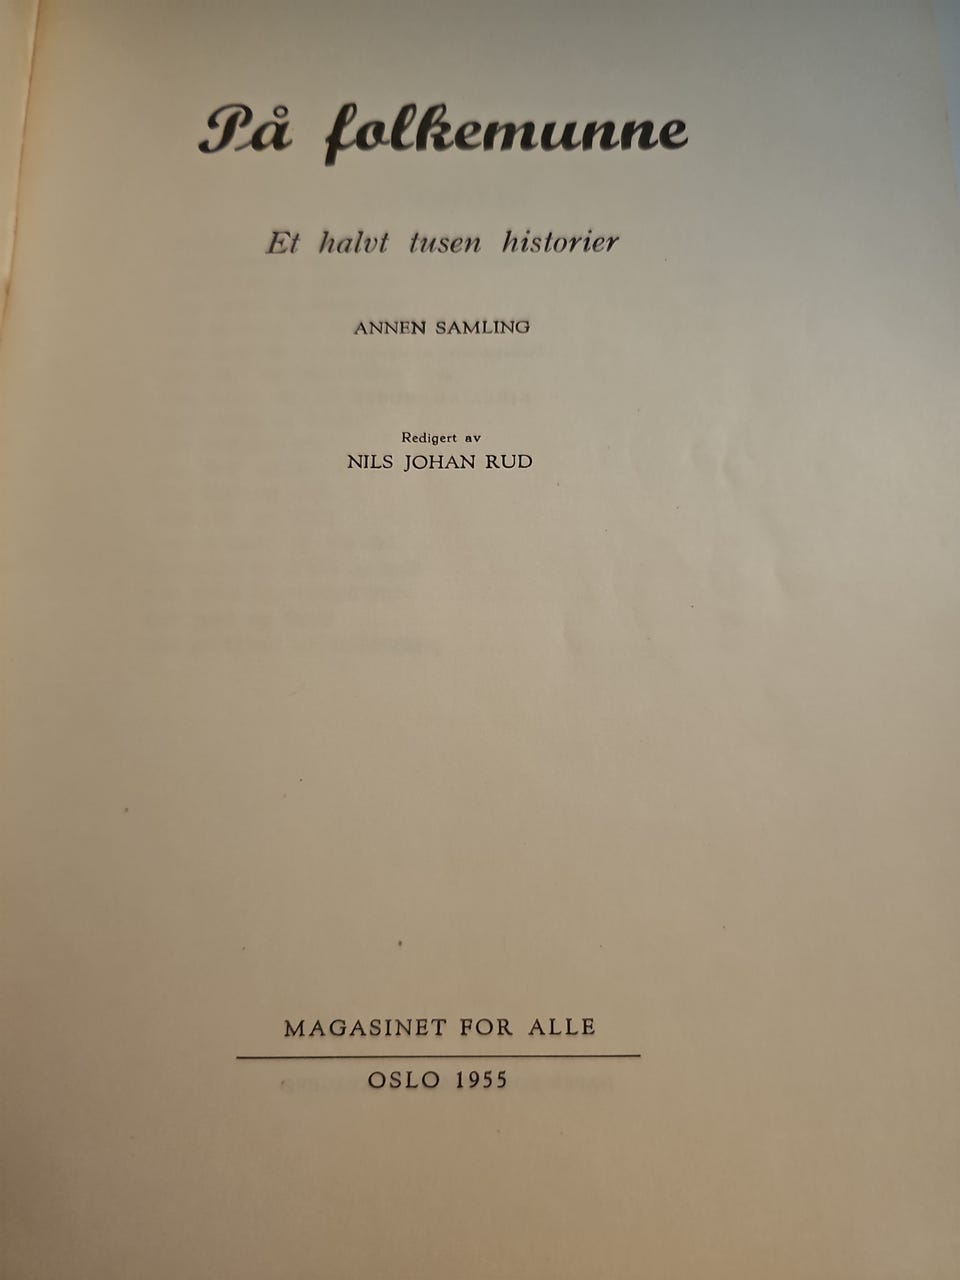 På folkemunne
Et halvt tusen historier
ANNEN SAMLING
Redigert av
NILS JOHAN RUD
MAGASINET FOR ALLE
OSLO 1955